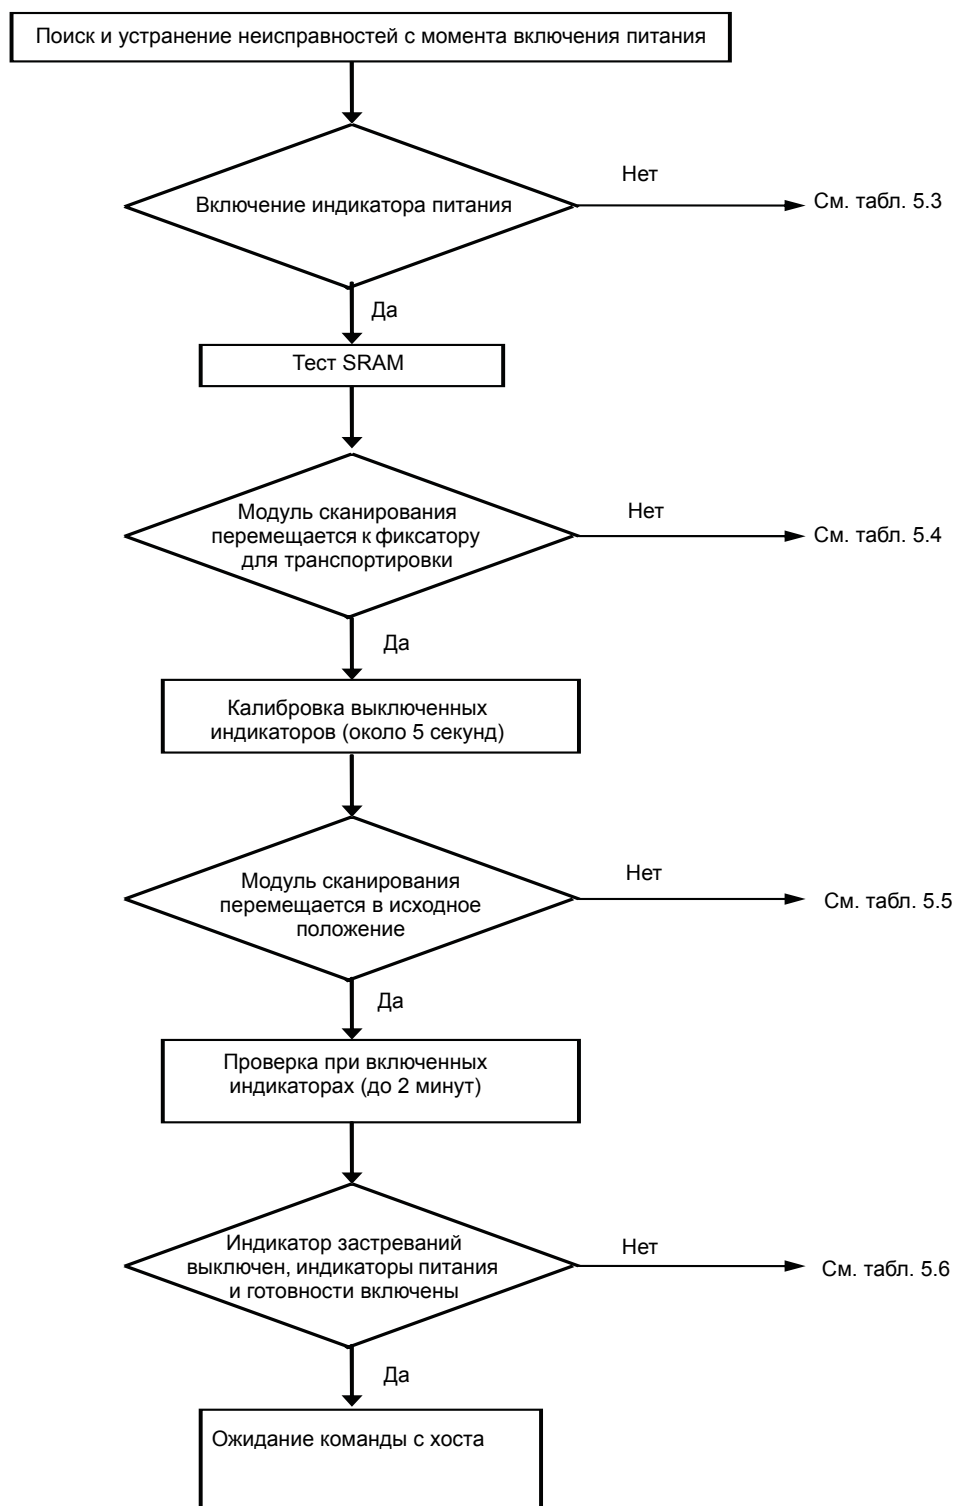 Поиск и устранение неисправностей с момента включения питания
Нет
Включение индикатора питания
См. табл. 5.3
Да
Тест SRAM
Модуль сканирования
перемещается к фиксатору
для транспортировки
Нет
См. табл. 5.4
Да
Калибровка выключенных
индикаторов (около 5 секунд)
Модуль сканирования
перемещается в исходное
положение
Нет
См. табл. 5.5
Да
Проверка при включенных
индикаторах (до 2 минут)
Индикатор застреваний
выключен, индикаторы питания
и готовности включены
Нет
См. табл. 5.6
Да
Ожидание команды с хоста